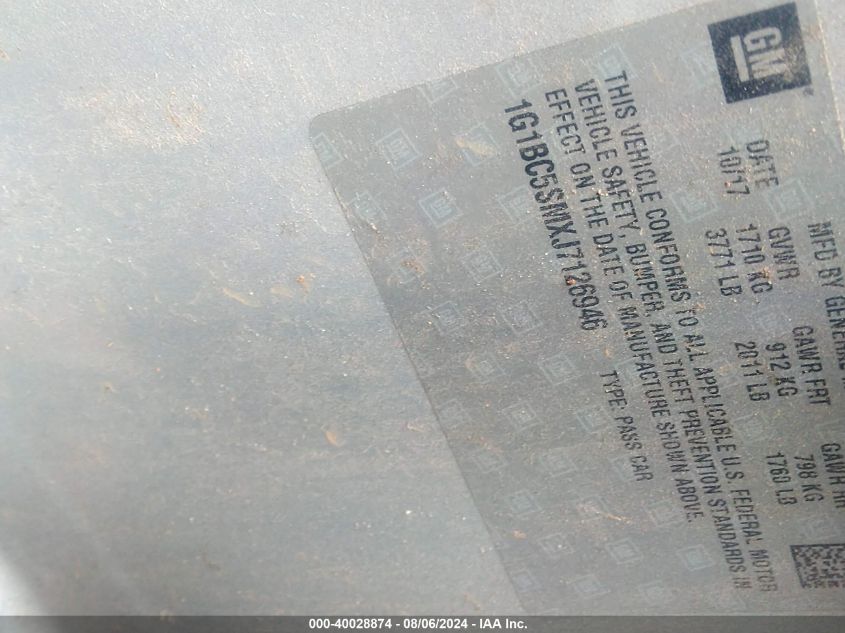 GM
MFD BY GENERAL
DATE GVWR GAWR FRT GAWR RR
10/17 1710 KG 912 KG 798 KG
3771 LB 2011 LB 1760 LB
THIS VEHICLE CONFORMS TO ALL APPLICABLE U.S. FEDERAL MOTOR
VEHICLE SAFETY, BUMPER, AND THEFT PREVENTION STANDARDS IN
EFFECT ON THE DATE OF MANUFACTURE SHOWN ABOVE.
1G1BC5SMXJ7126946 TYPE: PASS CAR
000-40028874 - 08/06/2024 - IAA Inc.